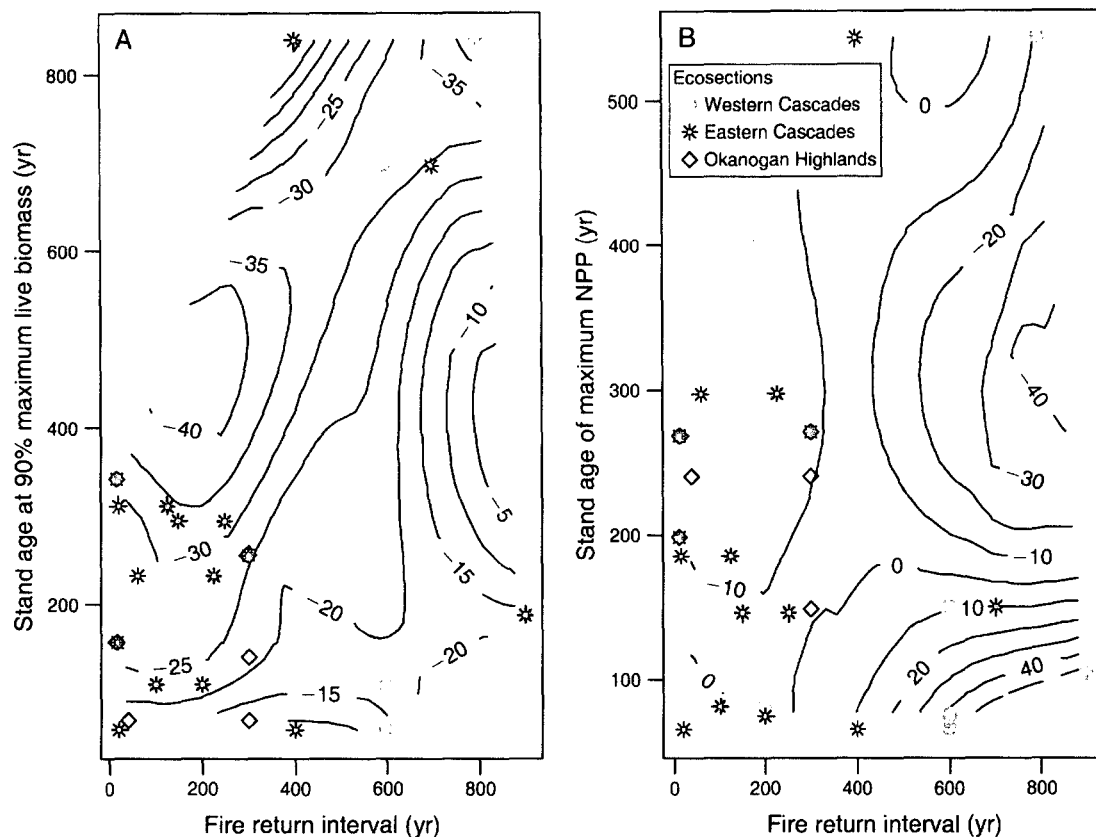 A
Stand age at 90% maximum live biomass (yr)
800
600
400
200
0 200 400 600 800
Fire return interval (yr)
−25
−30
−35
−35
−40
−10
−5
−30
−15
−20
−20
−25
−15
B
Ecosections
Western Cascades
Eastern Cascades
Okanogan Highlands
Stand age of maximum NPP (yr)
500
400
300
200
100
0 200 400 600 800
Fire return interval (yr)
0
−20
−40
−30
−10
−10
0
10
20
40
0